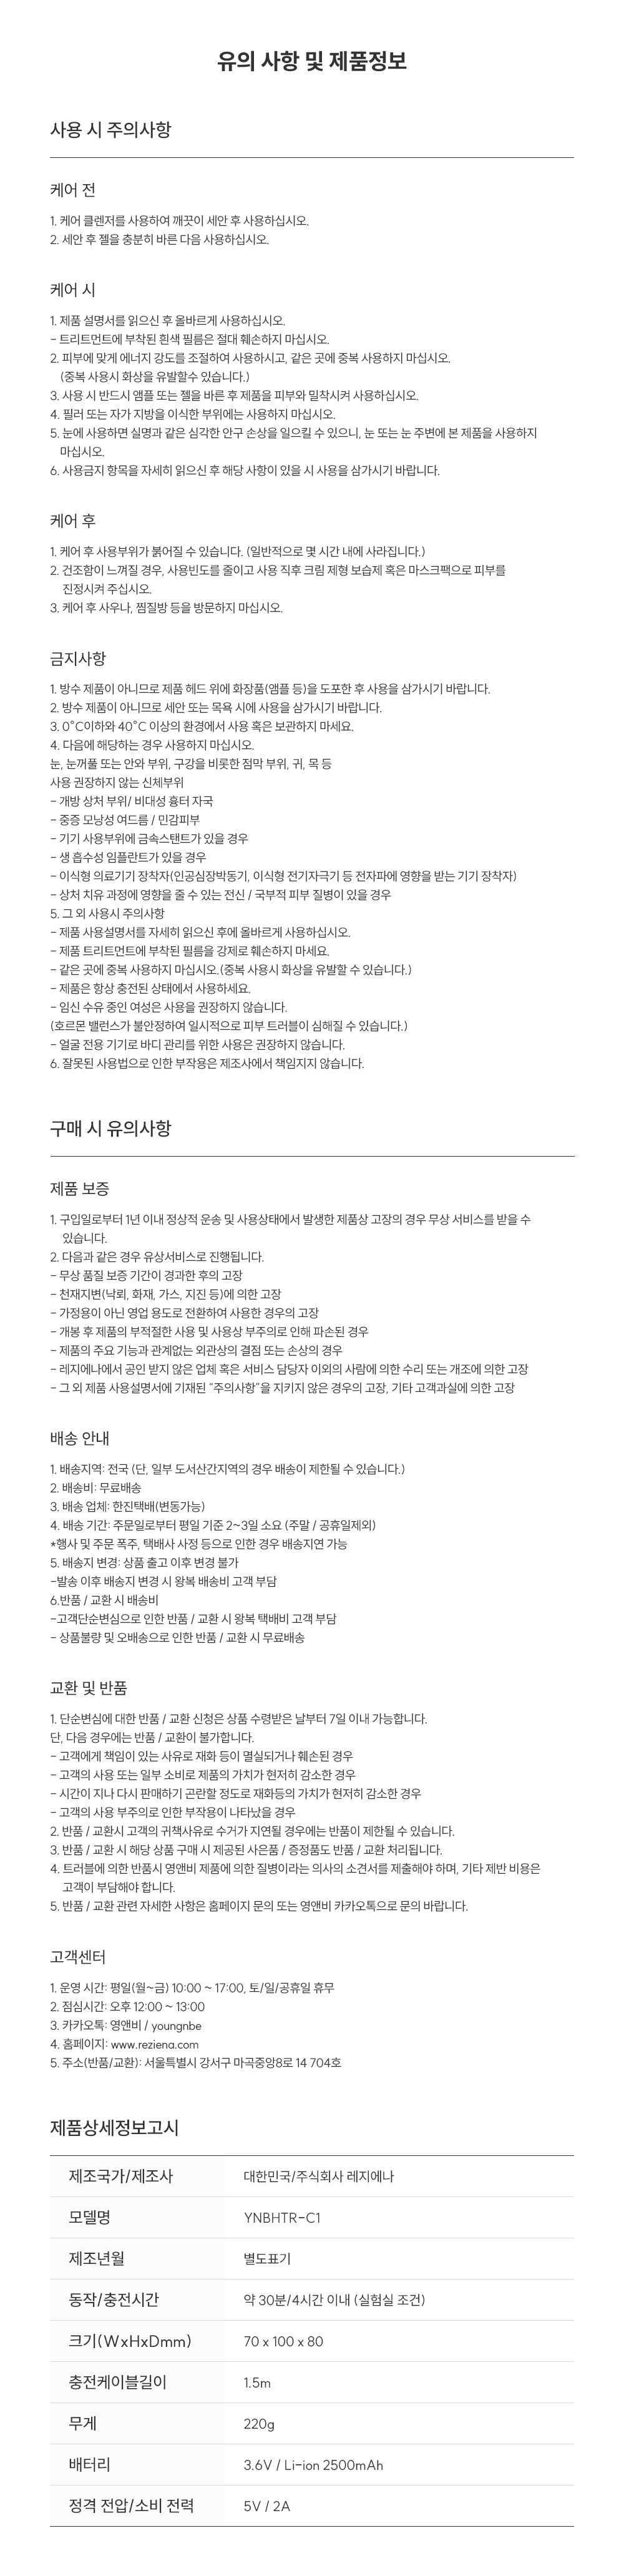 유의 사항 및 제품정보
사용 시 주의사항
케어 전
1. 케어 클렌저를 사용하여 깨끗이 세안 후 사용하십시오.
2. 세안 후 젤을 충분히 바른 다음 사용하십시오.
케어 시
1. 제품 설명서를 읽으신 후 올바르게 사용하십시오.
- 트리트먼트에 부착된 흰색 필름은 절대 훼손하지 마십시오.
2. 피부에 맞게 에너지 강도를 조절하여 사용하시고, 같은 곳에 중복 사용하지 마십시오.
(중복 사용시 화상을 유발할수 있습니다.)
3. 사용 시 반드시 앰플 또는 젤을 바른 후 제품을 피부와 밀착시켜 사용하십시오.
4. 필러 또는 자가 지방을 이식한 부위에는 사용하지 마십시오.
5. 눈에 사용하면 실명과 같은 심각한 안구 손상을 일으킬 수 있으니, 눈 또는 눈 주변에 본 제품을 사용하지
마십시오.
6. 사용금지 항목을 자세히 읽으신 후 해당 사항이 있을 시 사용을 삼가시기 바랍니다.
케어 후
1. 케어 후 사용부위가 붉어질 수 있습니다. (일반적으로 몇 시간 내에 사라집니다.)
2. 건조함이 느껴질 경우, 사용빈도를 줄이고 사용 직후 크림 제형 보습제 혹은 마스크팩으로 피부를
진정시켜 주십시오.
3. 케어 후 사우나, 찜질방 등을 방문하지 마십시오.
금지사항
1. 방수 제품이 아니므로 제품 헤드 위에 화장품(앰플 등)을 도포한 후 사용을 삼가시기 바랍니다.
2. 방수 제품이 아니므로 세안 또는 목욕 시에 사용을 삼가시기 바랍니다.
3. 0°C이하와 40°C 이상의 환경에서 사용 혹은 보관하지 마세요.
4. 다음에 해당하는 경우 사용하지 마십시오.
눈, 눈꺼풀 또는 안와 부위, 구강을 비롯한 점막 부위, 귀, 목 등
사용 권장하지 않는 신체부위
- 개방 상처 부위/ 비대성 흉터 자국
- 중증 모낭성 여드름 / 민감피부
- 기기 사용부위에 금속스탠트가 있을 경우
- 생 흡수성 임플란트가 있을 경우
- 이식형 의료기기 장착자(인공심장박동기, 이식형 전기자극기 등 전자파에 영향을 받는 기기 장착자)
- 상처 치유 과정에 영향을 줄 수 있는 전신 / 국부적 피부 질병이 있을 경우
5. 그 외 사용시 주의사항
- 제품 사용설명서를 자세히 읽으신 후에 올바르게 사용하십시오.
- 제품 트리트먼트에 부착된 필름을 강제로 훼손하지 마세요.
- 같은 곳에 중복 사용하지 마십시오.(중복 사용시 화상을 유발할 수 있습니다.)
- 제품은 항상 충전된 상태에서 사용하세요.
- 임신 수유 중인 여성은 사용을 권장하지 않습니다.
(호르몬 밸런스가 불안정하여 일시적으로 피부 트러블이 심해질 수 있습니다.)
- 얼굴 전용 기기로 바디 관리를 위한 사용은 권장하지 않습니다.
6. 잘못된 사용법으로 인한 부작용은 제조사에서 책임지지 않습니다.
구매 시 유의사항
제품 보증
1. 구입일로부터 1년 이내 정상적 운송 및 사용상태에서 발생한 제품상 고장의 경우 무상 서비스를 받을 수
있습니다.
2. 다음과 같은 경우 유상서비스로 진행됩니다.
- 무상 품질 보증 기간이 경과한 후의 고장
- 천재지변(낙뢰, 화재, 가스, 지진 등)에 의한 고장
- 가정용이 아닌 영업 용도로 전환하여 사용한 경우의 고장
- 개봉 후 제품의 부적절한 사용 및 사용상 부주의로 인해 파손된 경우
- 제품의 주요 기능과 관계없는 외관상의 결점 또는 손상의 경우
- 레지에나에서 공인 받지 않은 업체 혹은 서비스 담당자 이외의 사람에 의한 수리 또는 개조에 의한 고장
- 그 외 제품 사용설명서에 기재된 "주의사항"을 지키지 않은 경우의 고장, 기타 고객과실에 의한 고장
배송 안내
1. 배송지역: 전국 (단, 일부 도서산간지역의 경우 배송이 제한될 수 있습니다.)
2. 배송비: 무료배송
3. 배송 업체: 한진택배(변동가능)
4. 배송 기간: 주문일로부터 평일 기준 2~3일 소요 (주말 / 공휴일제외)
*행사 및 주문 폭주, 택배사 사정 등으로 인한 경우 배송지연 가능
5. 배송지 변경: 상품 출고 이후 변경 불가
-발송 이후 배송지 변경 시 왕복 배송비 고객 부담
6.반품 / 교환 시 배송비
-고객단순변심으로 인한 반품 / 교환 시 왕복 택배비 고객 부담
- 상품불량 및 오배송으로 인한 반품 / 교환 시 무료배송
교환 및 반품
1. 단순변심에 대한 반품 / 교환 신청은 상품 수령받은 날부터 7일 이내 가능합니다.
단, 다음 경우에는 반품 / 교환이 불가합니다.
- 고객에게 책임이 있는 사유로 재화 등이 멸실되거나 훼손된 경우
- 고객의 사용 또는 일부 소비로 제품의 가치가 현저히 감소한 경우
- 시간이 지나 다시 판매하기 곤란할 정도로 재화등의 가치가 현저히 감소한 경우
- 고객의 사용 부주의로 인한 부작용이 나타났을 경우
2. 반품 / 교환시 고객의 귀책사유로 수거가 지연될 경우에는 반품이 제한될 수 있습니다.
3. 반품 / 교환 시 해당 상품 구매 시 제공된 사은품 / 증정품도 반품 / 교환 처리됩니다.
4. 트러블에 의한 반품시 영앤비 제품에 의한 질병이라는 의사의 소견서를 제출해야 하며, 기타 제반 비용은
고객이 부담해야 합니다.
5. 반품 / 교환 관련 자세한 사항은 홈페이지 문의 또는 영앤비 카카오톡으로 문의 바랍니다.
고객센터
1. 운영 시간: 평일(월~금) 10:00 ~ 17:00, 토/일/공휴일 휴무
2. 점심시간: 오후 12:00 ~ 13:00
3. 카카오톡: 영앤비 / youngnbe
4. 홈페이지: www.reziena.com
5. 주소(반품/교환): 서울특별시 강서구 마곡중앙8로 14 704호
제품상세정보고시
제조국가/제조사 대한민국/주식회사 레지에나
모델명 YNBHTR-C1
제조년월 별도표기
동작/충전시간 약 30분/4시간 이내 (실험실 조건)
크기(WxHxDmm) 70 x 100 x 80
충전케이블길이 1.5m
무게 220g
배터리 3.6V / Li-ion 2500mAh
정격 전압/소비 전력 5V / 2A